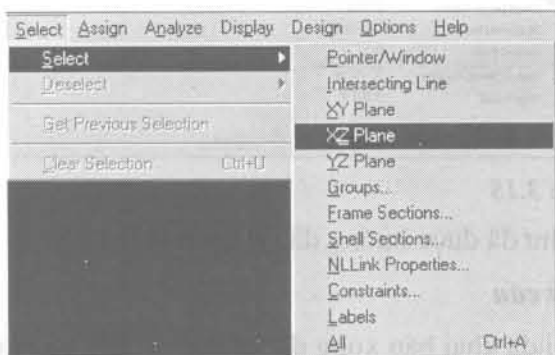 Select Assign Analyze Display Design Options Help
Select
Deselect
Get Previous Selection
Clear Selection Ctrl+U
Pointer/Window
Intersecting Line
XY Plane
XZ Plane
YZ Plane
Groups...
Frame Sections...
Shell Sections...
NLLink Properties...
Constraints...
Labels
All Ctrl+A